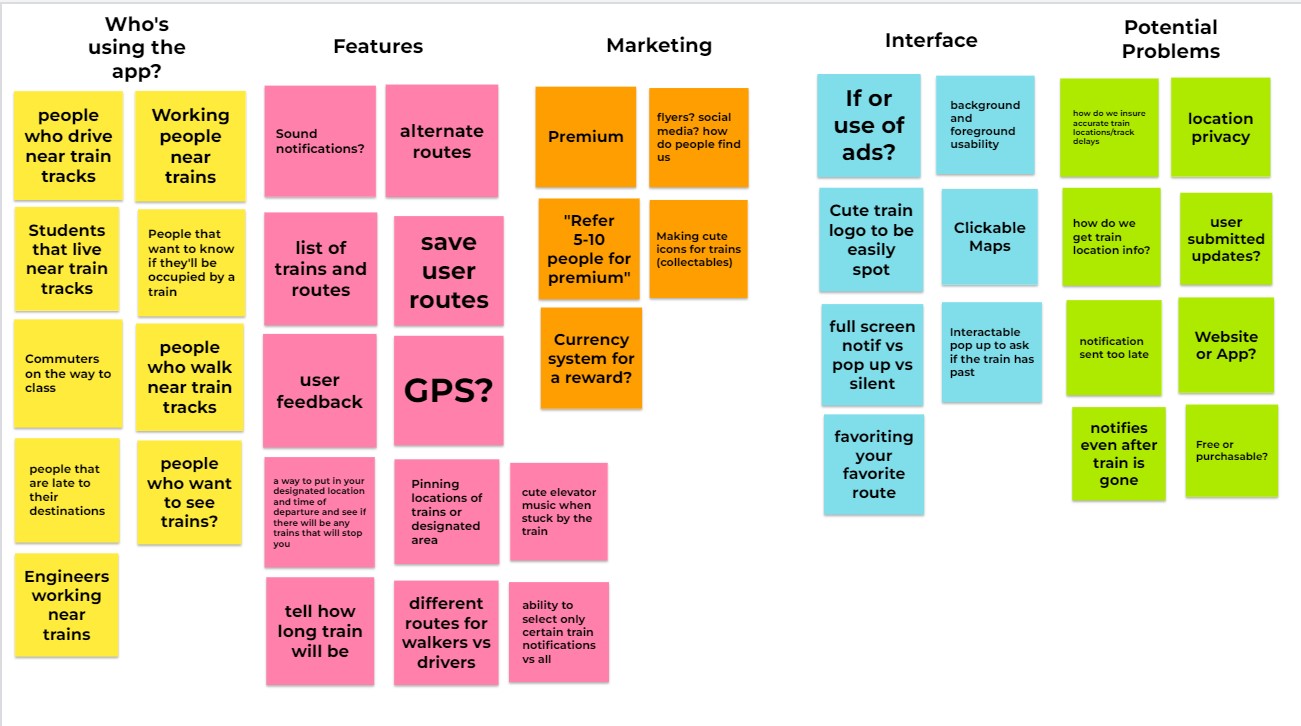 Who's
using the
app?
people
who drive
near train
tracks
Working
people
near
trains
Students
that live
near train
tracks
People that
want to know
if they'll be
occupied by a
train
Commuters
on the way to
class
people
who walk
near train
tracks
people that
are late to
their
destinations
people
who want
to see
trains?
Engineers
working
near
trains
Features
Sound
notifications?
alternate
routes
list of
trains and
routes
save
user
routes
user
feedback
GPS?
a way to put in your
designated location
and time of
departure and see if
there will be any
trains that will stop
you
Pinning
locations of
trains or
designated
area
cute elevator
music when
stuck by the
train
tell how
long train
will be
different
routes for
walkers vs
drivers
ability to
select only
certain train
notifications
vs all
Marketing
Premium
flyers? social
media? how
do people find
us
"Refer
5-10
people for
premium"
Making cute
icons for trains
(collectables)
Currency
system for
a reward?
Interface
If or
use of
ads?
background
and
foreground
usability
Cute train
logo to be
easily
spot
Clickable
Maps
full screen
notif vs
pop up vs
silent
Interactable
pop up to ask
if the train has
past
favoriting
your
favorite
route
Potential
Problems
how do we insure
accurate train
locations/track
delays
location
privacy
how do we
get train
location info?
user
submitted
updates?
notification
sent too late
Website
or App?
notifies
even after
train is
gone
Free or
purchasable?